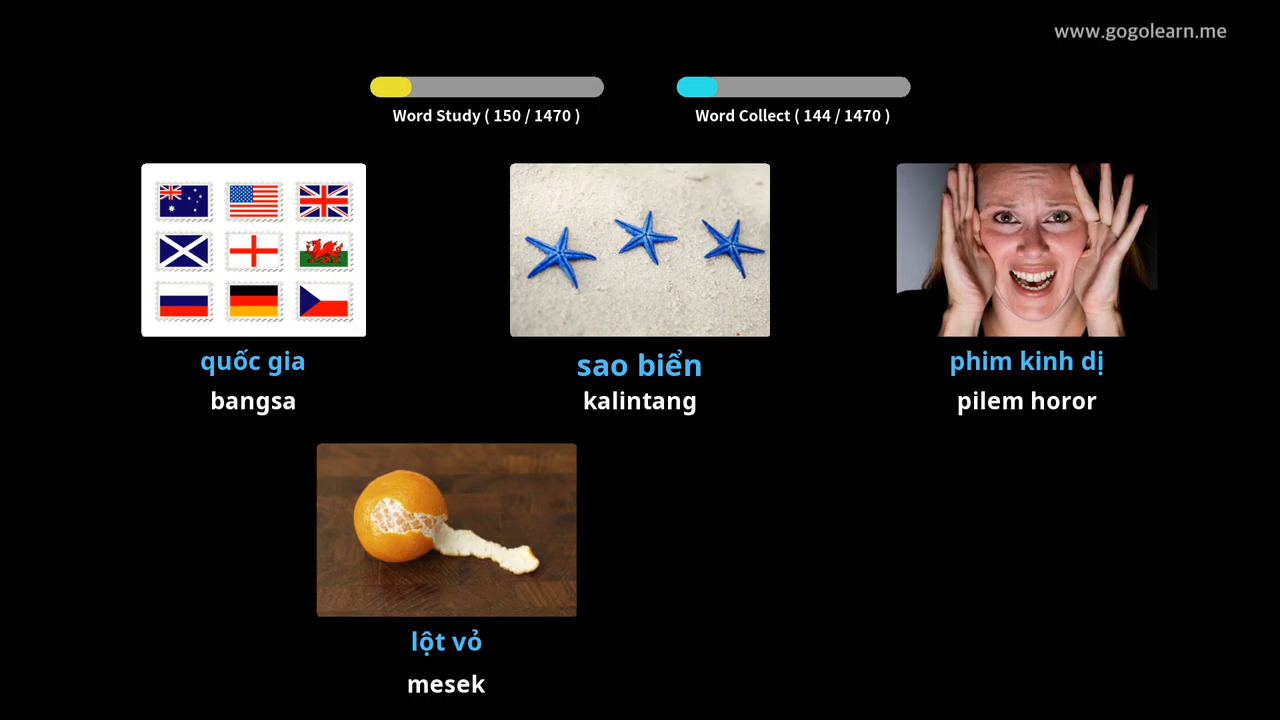 www.gogolearn.me
Word Study ( 150 / 1470 )
Word Collect ( 144 / 1470 )
quốc gia
bangsa
sao biển
kalintang
phim kinh dị
pilem horor
lột vỏ
mesek